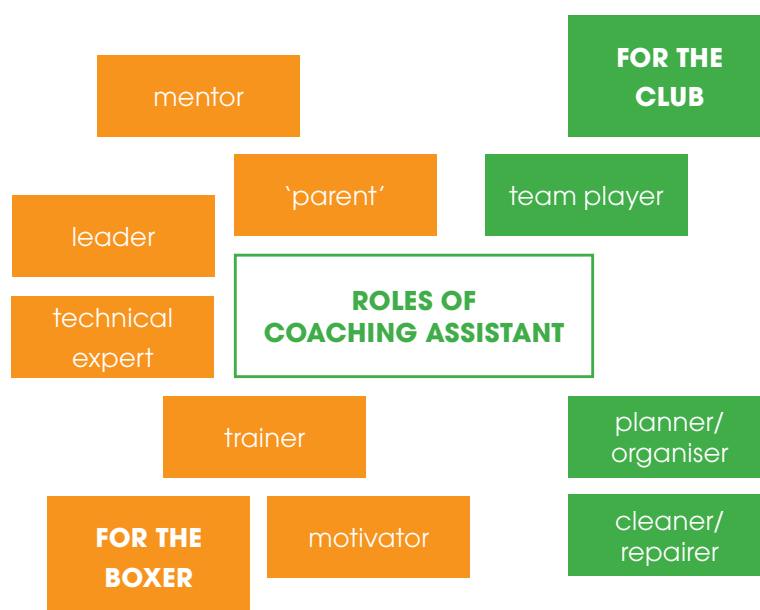 FOR THE
CLUB
mentor
‘parent’
team player
leader
ROLES OF
COACHING ASSISTANT
technical
expert
trainer
planner/
organiser
FOR THE
BOXER
motivator
cleaner/
repairer